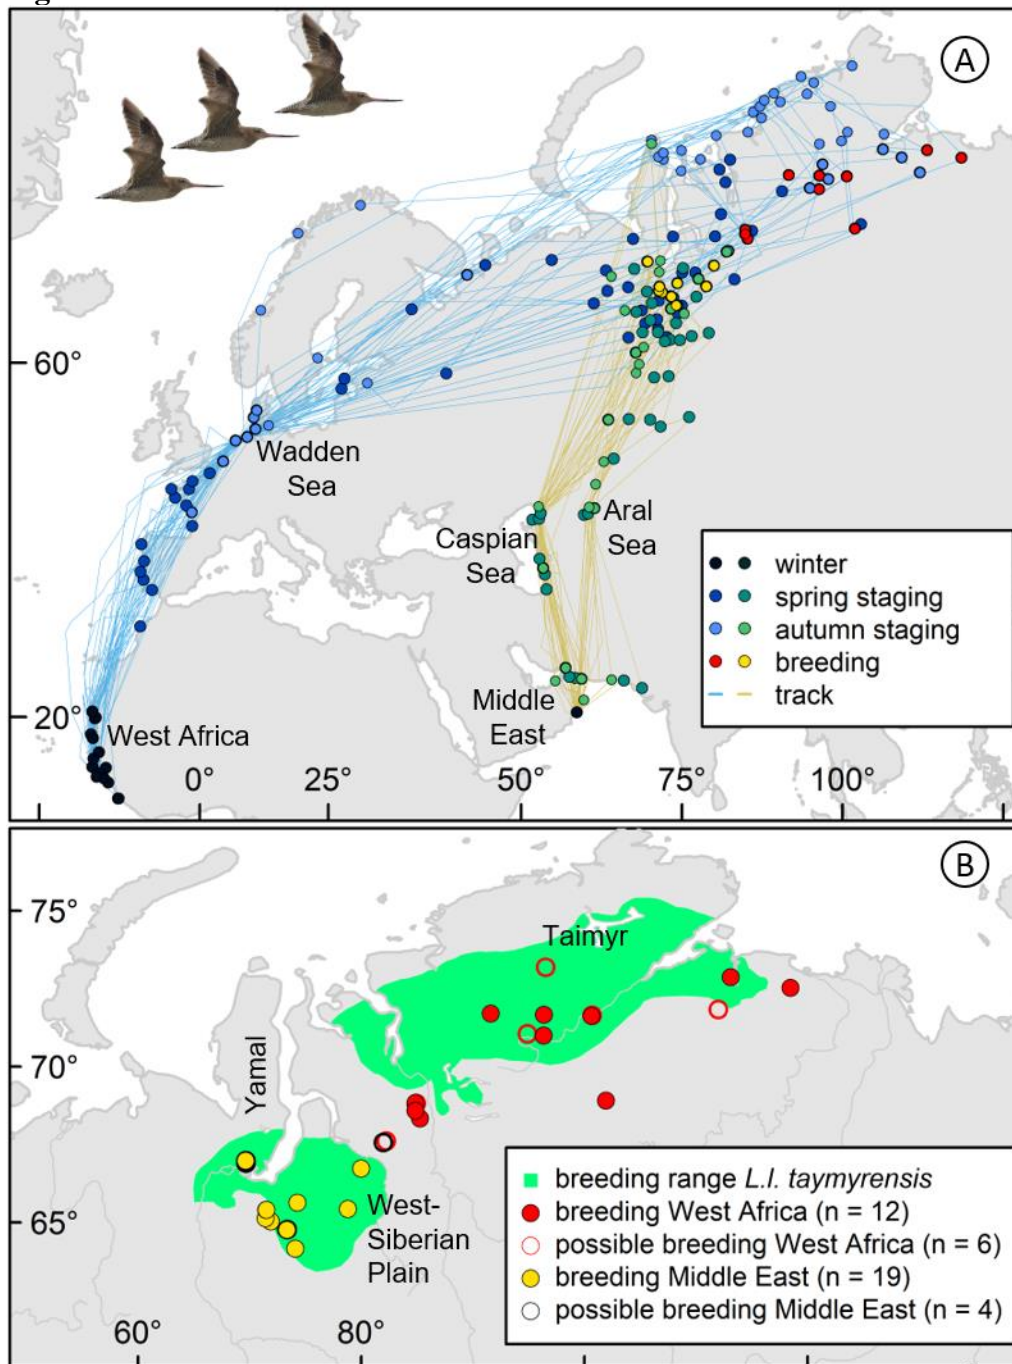 A
60°
Wadden
Sea
Caspian
Sea
Aral
Sea
winter
spring staging
autumn staging
breeding
track
20°
West Africa
Middle
East
0°
25°
50°
75°
100°
B
75°
Taimyr
70°
Yamal
65°
West-
Siberian
Plain
breeding range L.l. taymyrensis
breeding West Africa (n = 12)
possible breeding West Africa (n = 6)
breeding Middle East (n = 19)
possible breeding Middle East (n = 4)
60°
80°